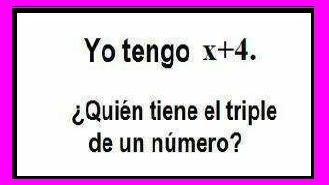 Yo tengo x+4.
¿Quién tiene el triple
de un número?